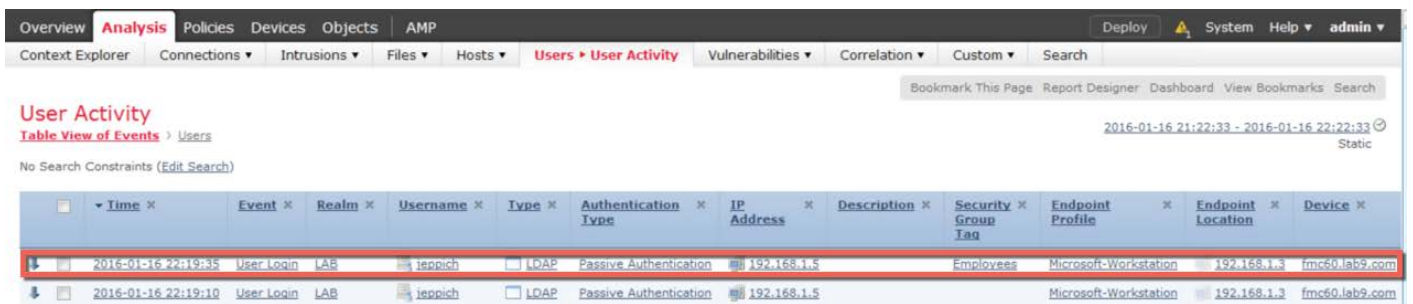 Overview Analysis Policies Devices Objects AMP Deploy System Help ▾ admin ▾
Context Explorer Connections ▾ Intrusions ▾ Files ▾ Hosts ▾ Users ▸ User Activity Vulnerabilities ▾ Correlation ▾ Custom ▾ Search
Bookmark This Page Report Designer Dashboard View Bookmarks Search
User Activity
Table View of Events > Users
2016-01-16 21:22:33 - 2016-01-16 22:22:33
Static
No Search Constraints (Edit Search)
▾ Time × Event × Realm × Username × Type × Authentication Type × IP Address × Description × Security Group Tag × Endpoint Profile × Endpoint Location × Device ×
2016-01-16 22:19:35 User Login LAB jeppich LDAP Passive Authentication 192.168.1.5 Employees Microsoft-Workstation 192.168.1.3 fmc60.lab9.com
2016-01-16 22:19:10 User Login LAB jeppich LDAP Passive Authentication 192.168.1.5 Microsoft-Workstation 192.168.1.3 fmc60.lab9.com